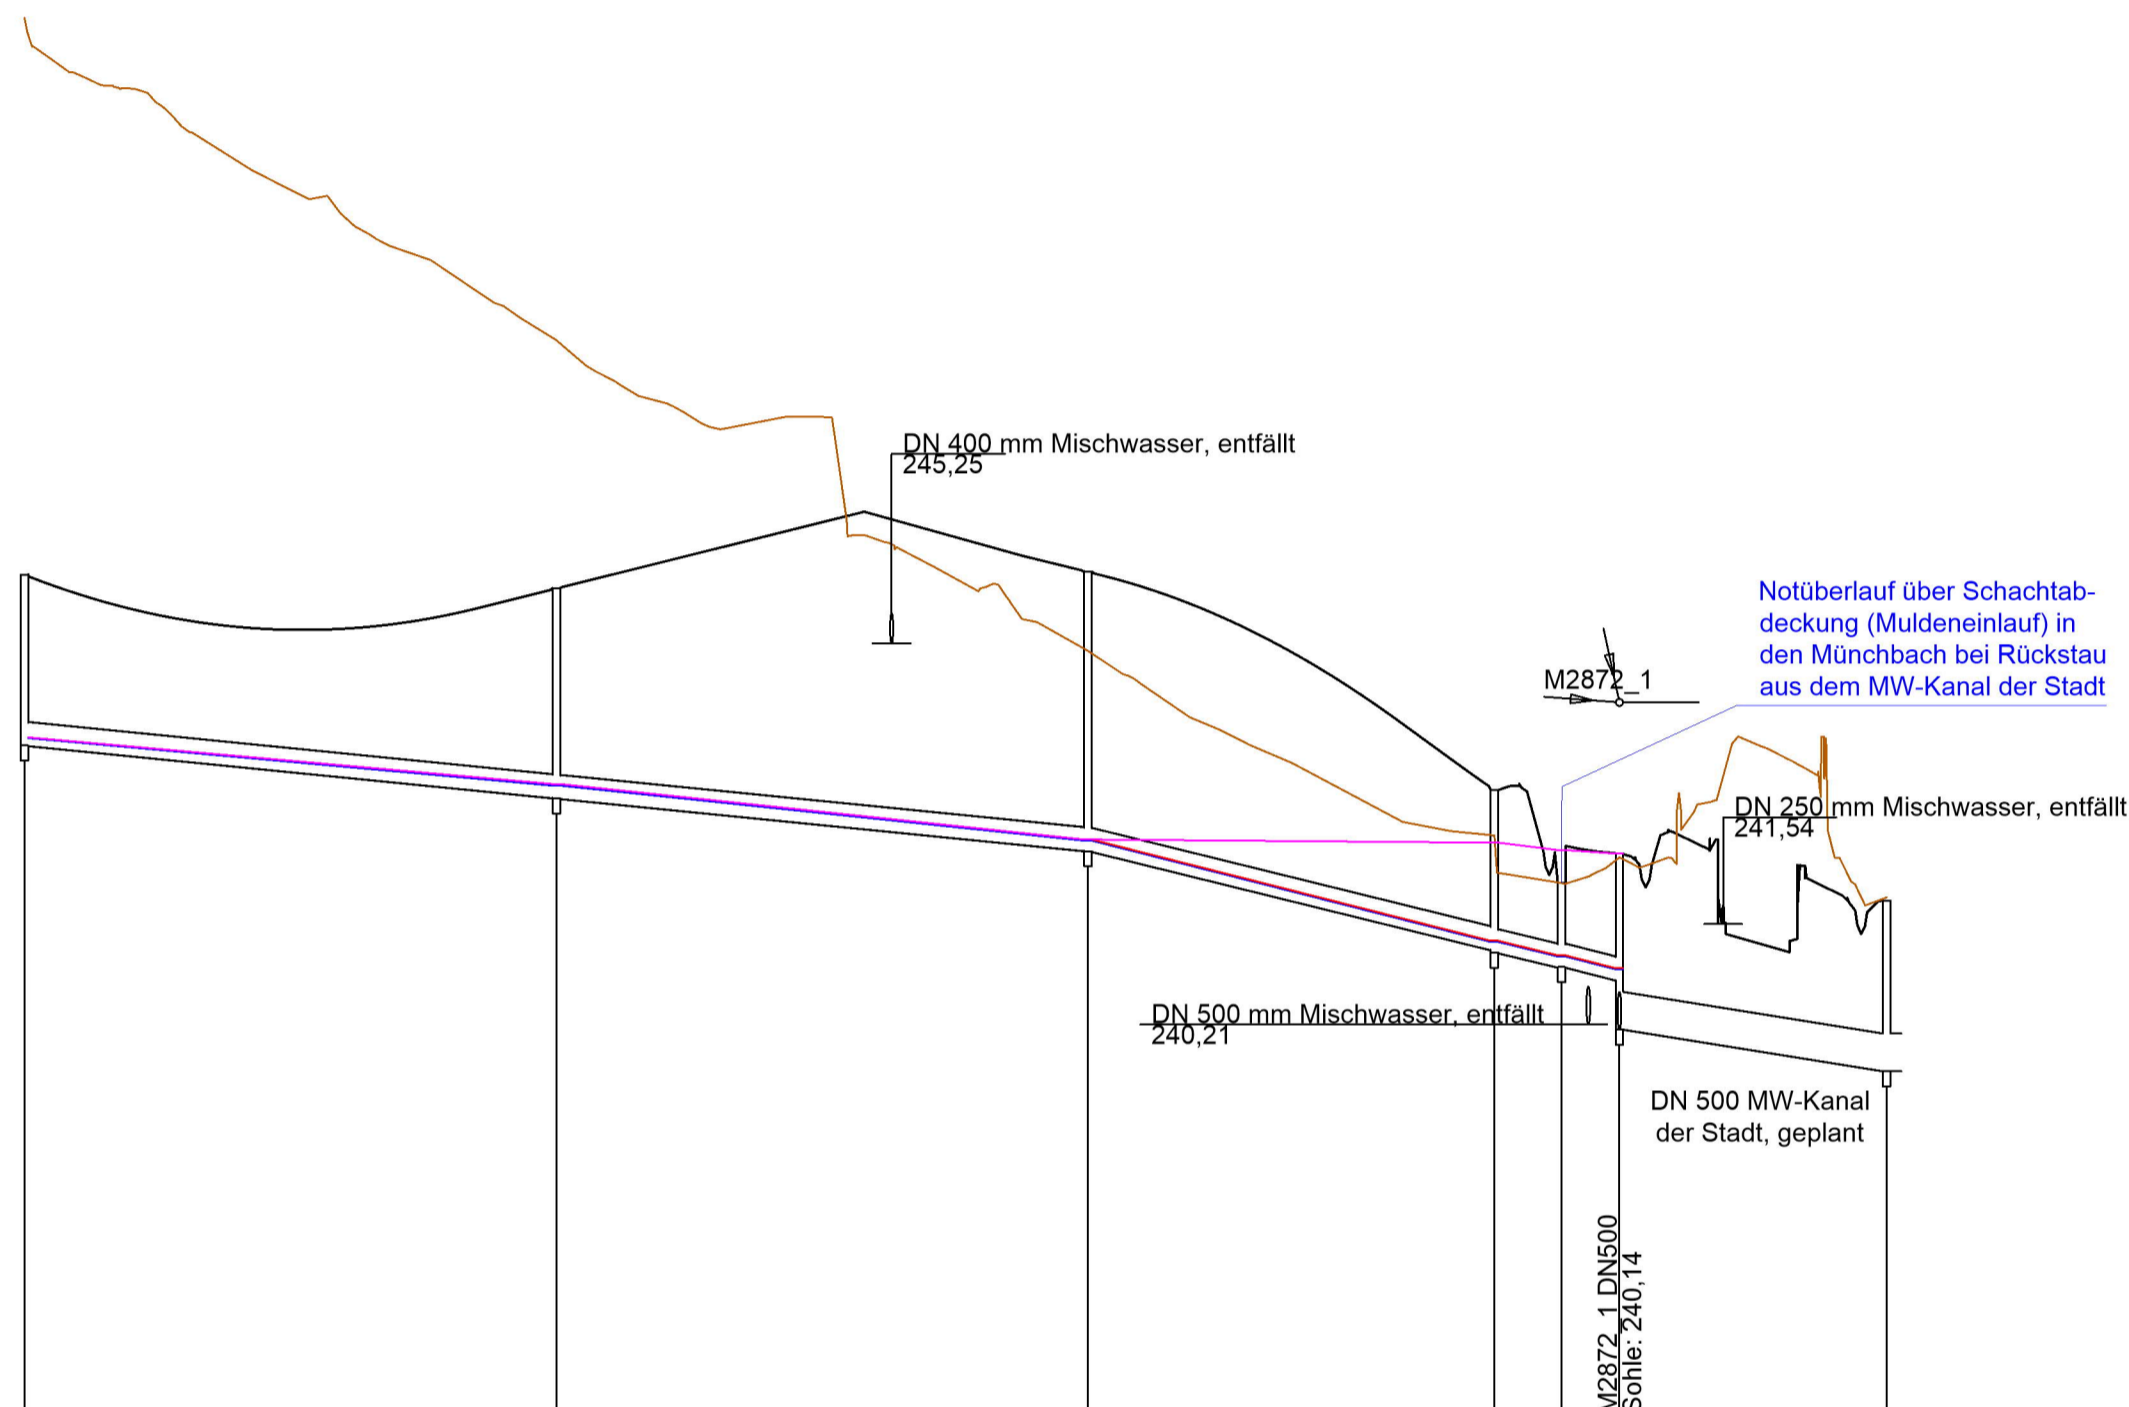 DN 400 mm Mischwasser, entfällt
245,25
Notüberlauf über Schachtab-
deckung (Muldeneinlauf) in
den Münchbach bei Rückstau
aus dem MW-Kanal der Stadt
M2872_1
DN 250 mm Mischwasser, entfällt
241,54
DN 500 mm Mischwasser, entfällt
240,21
DN 500 MW-Kanal
der Stadt, geplant
M2872_1 DN500
Sohle: 240,14